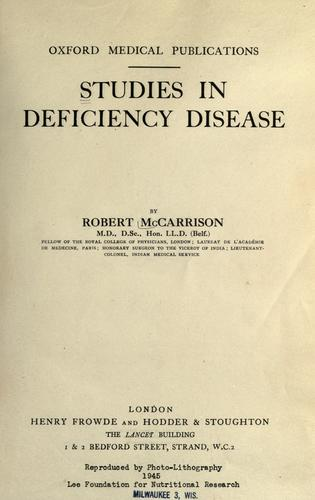 OXFORD MEDICAL PUBLICATIONS
STUDIES IN
DEFICIENCY DISEASE
BY
ROBERT McCARRISON
M.D., D.Sc., Hon. LL.D. (Belf.)
FELLOW OF THE ROYAL COLLEGE OF PHYSICIANS, LONDON; LAUREAT DE L'ACADÉMIE
DE MEDECINE, PARIS; HONORARY SURGEON TO THE VICEROY OF INDIA; LIEUTENANT-
COLONEL, INDIAN MEDICAL SERVICE
LONDON
HENRY FROWDE AND HODDER & STOUGHTON
THE LANCET BUILDING
1 & 2 BEDFORD STREET, STRAND, W.C.2
Reproduced by Photo-Lithography
1945
Lee Foundation for Nutritional Research
MILWAUKEE 3, WIS.